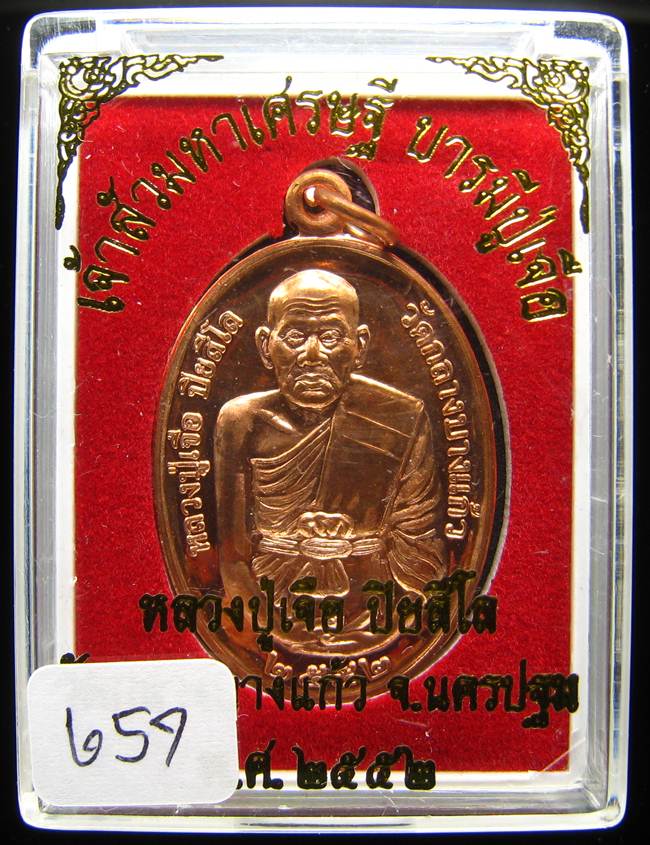 เจ้าสัวมหาเศรษฐี บารมีปู่เจือ
หลวงปู่เจือ ปิยสีโล
วัดกลางบางแก้ว
๒๕๕๒
หลวงปู่เจือ ปิยสีโล
บางแก้ว จ.นครปฐม
.ศ. ๒๕๕๒